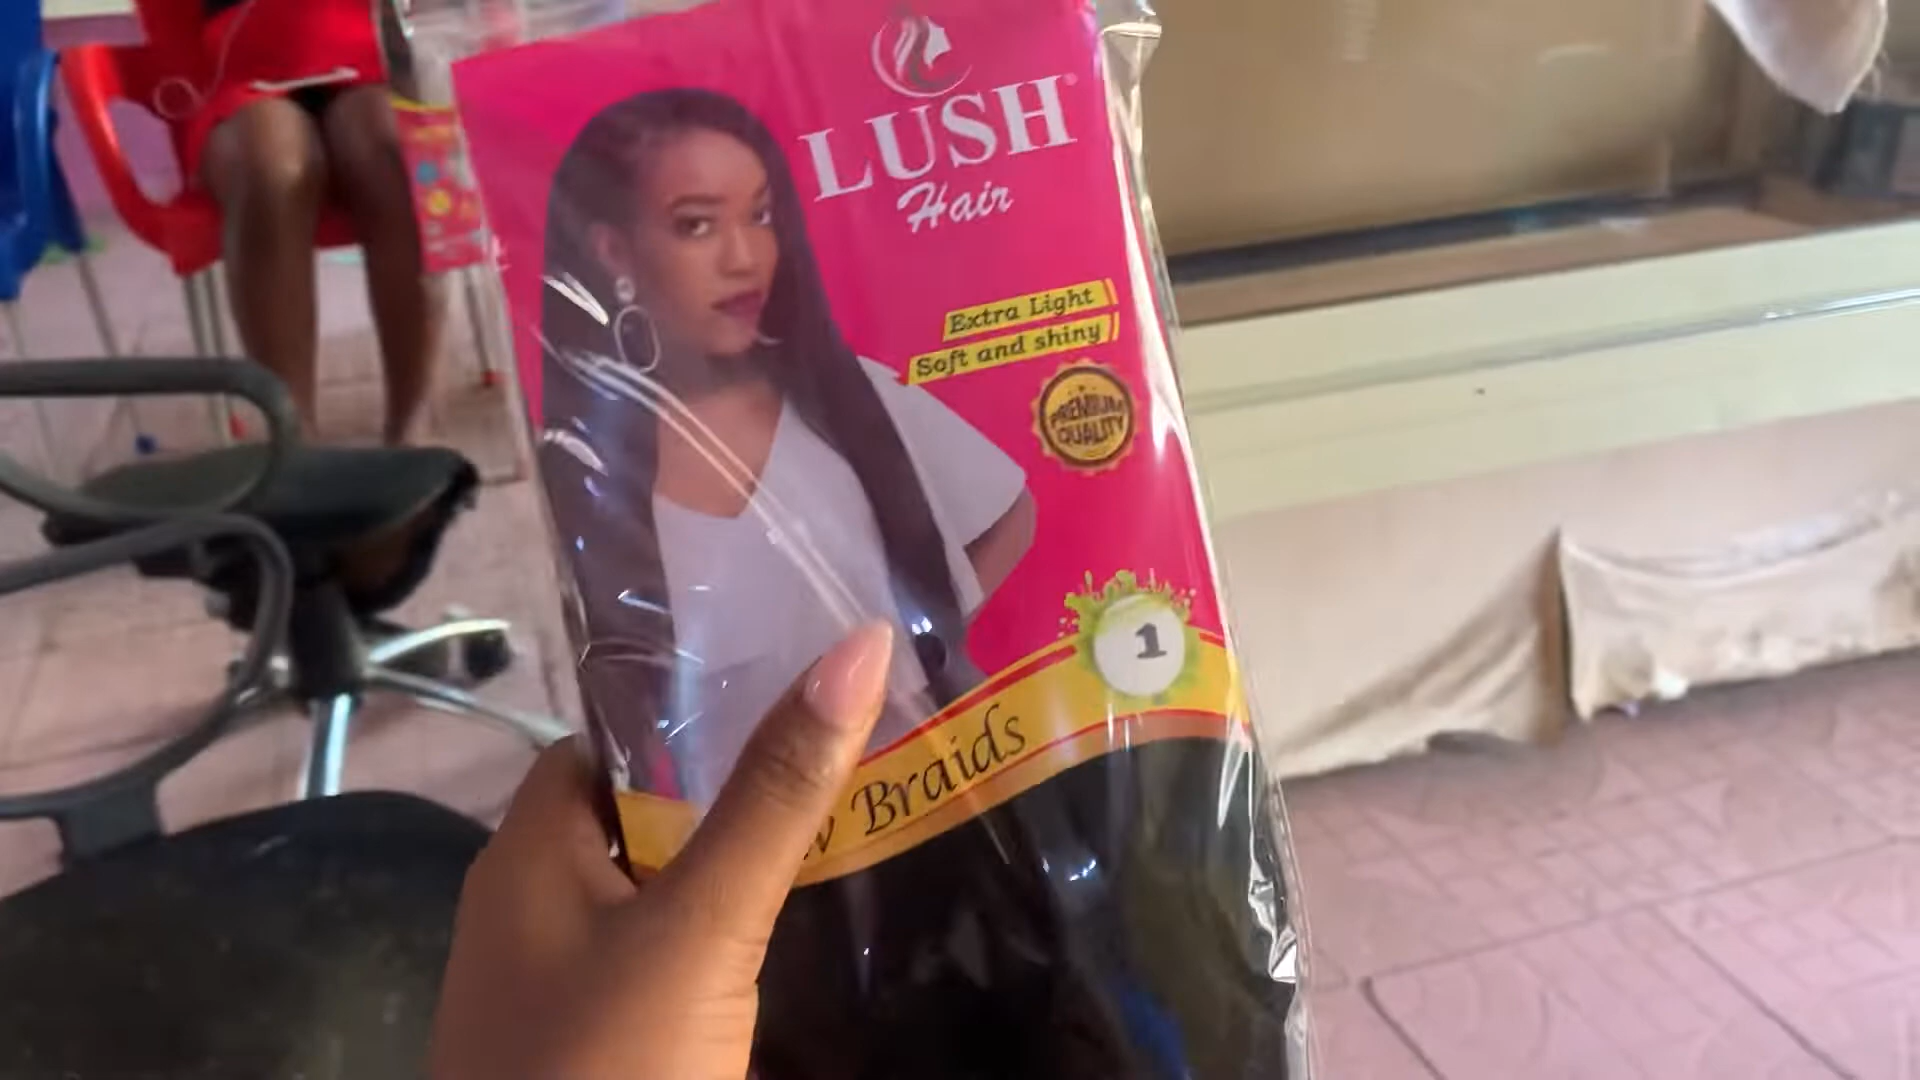 LUSH
Hair
Extra Light
Soft and shiny
PREMIUM
QUALITY
1
Braids